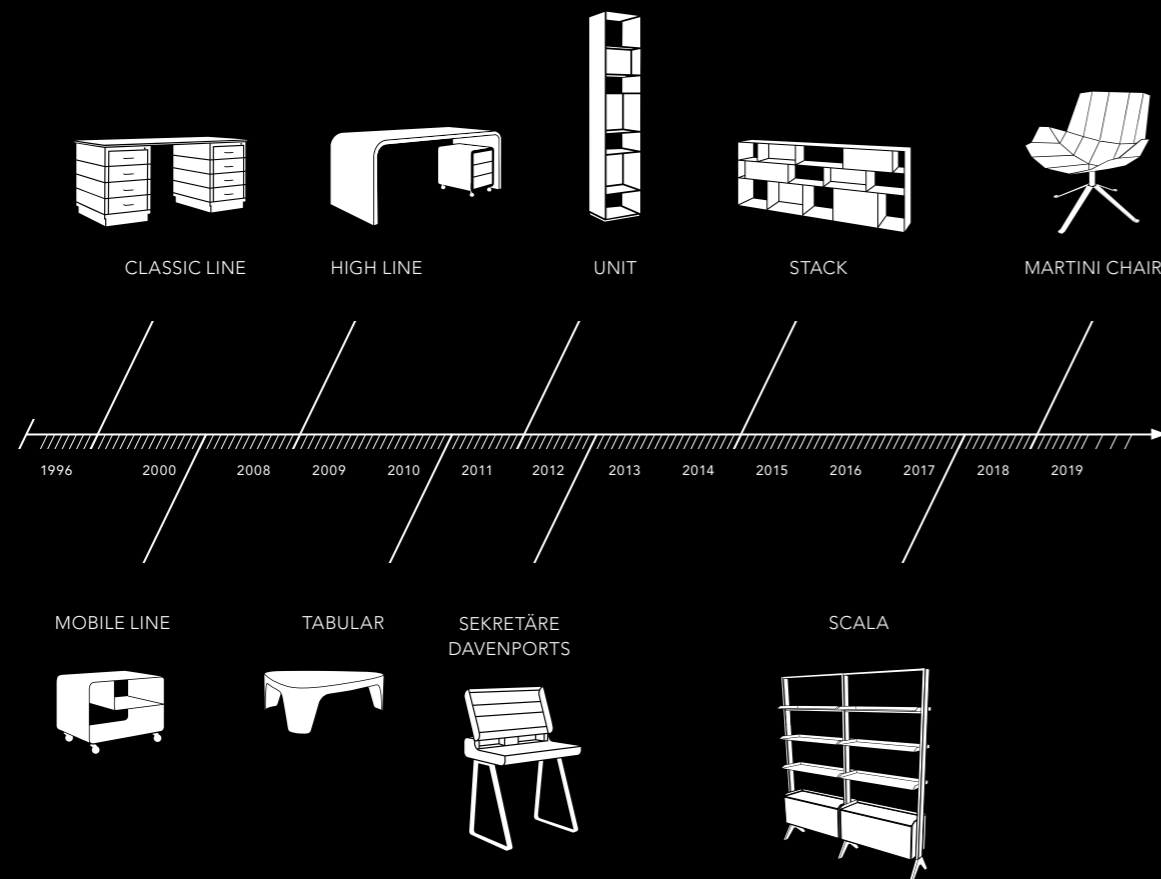 CLASSIC LINE
HIGH LINE
UNIT
STACK
MARTINI CHAIR
1996
2000
2008
2009
2010
2011
2012
2013
2014
2015
2016
2017
2018
2019
MOBILE LINE
TABULAR
SEKRETÄRE
DAVENPORTS
SCALA